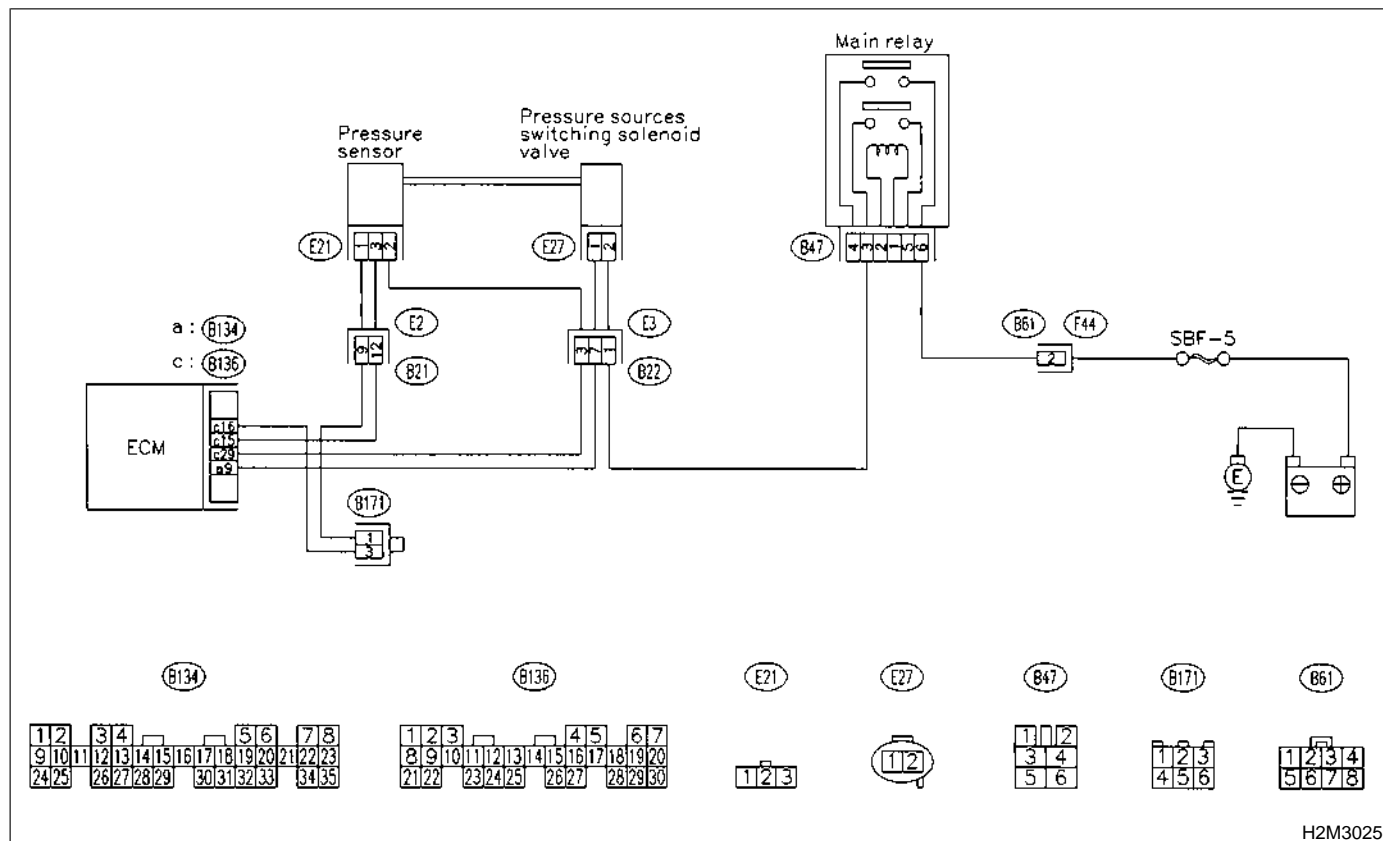 Main relay
Pressure sources
switching solenoid
valve
Pressure
sensor
E21
1 3 2
E27
1 2
B47
4 3 2 1 5 6
a : B134
c : B136
E2
9 12
B21
E3
3 7 1
B22
B61
F44
2
SBF-5
ECM
c16
c15
c29
a9
B171
1
3
E
⊖ ⊕
B134
1 2 3 4 5 6 7 8
9 10 11 12 13 14 15 16 17 18 19 20 21 22 23
24 25 26 27 28 29 30 31 32 33 34 35
B136
1 2 3 4 5 6 7
8 9 10 11 12 13 14 15 16 17 18 19 20
21 22 23 24 25 26 27 28 29 30
E21
1 2 3
E27
1 2
B47
1 2
3 4
5 6
B171
1 2 3
4 5 6
B61
1 2 3 4
5 6 7 8
H2M3025